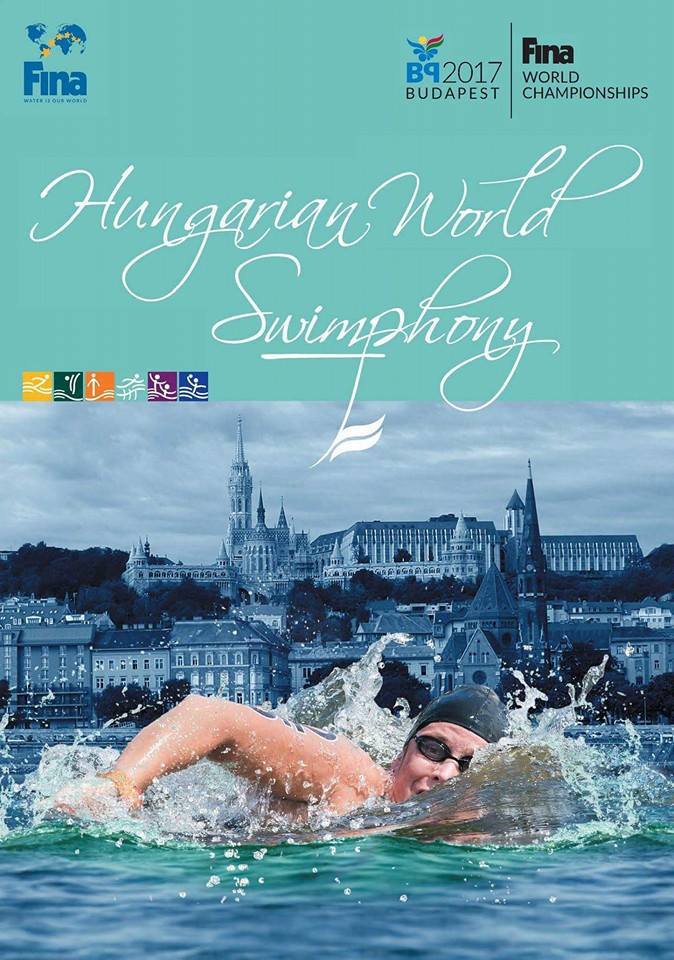 Fina
WATER IS OUR WORLD
BP2017
BUDAPEST
Fina
WORLD
CHAMPIONSHIPS
Hungarian World
Swimphony